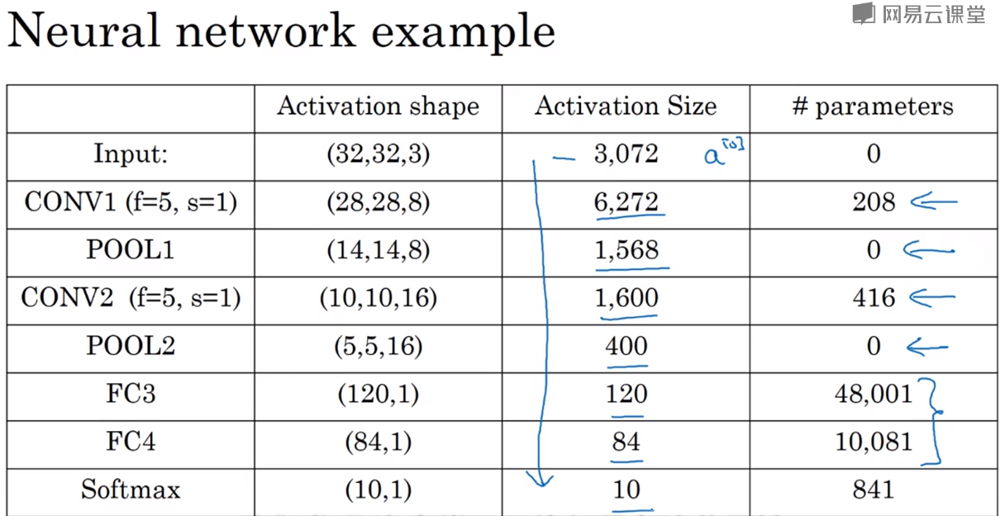 网易云课堂
Neural network example
Activation shape Activation Size # parameters
Input: (32,32,3) 3,072 a[0] 0
CONV1 (f=5, s=1) (28,28,8) 6,272 208
POOL1 (14,14,8) 1,568 0
CONV2 (f=5, s=1) (10,10,16) 1,600 416
POOL2 (5,5,16) 400 0
FC3 (120,1) 120 48,001
FC4 (84,1) 84 10,081
Softmax (10,1) 10 841